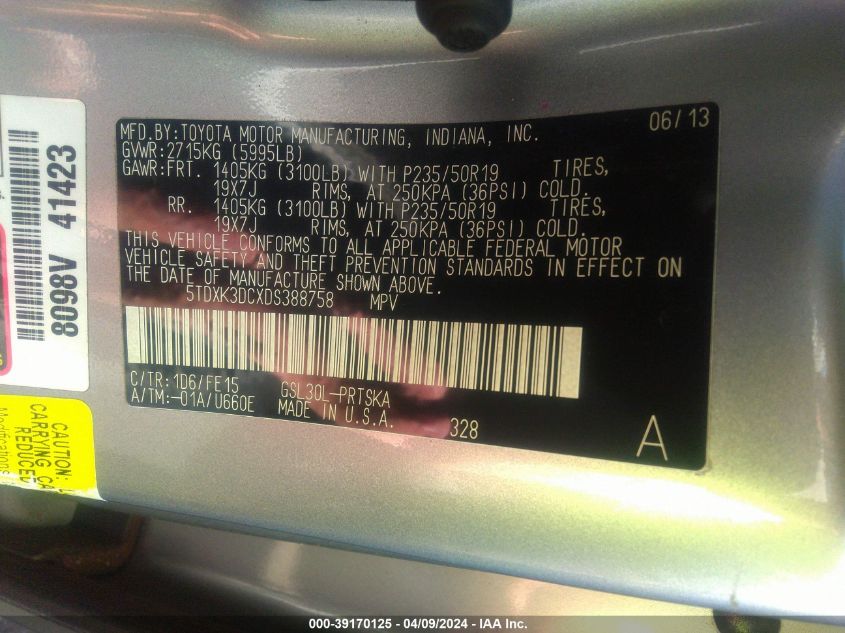 MFD.BY:TOYOTA MOTOR MANUFACTURING, INDIANA, INC. 06/13
GVWR:2715KG (5995LB)
GAWR:FRT. 1405KG (3100LB) WITH P235/50R19 TIRES,
19X7J RIMS, AT 250KPA (36PSI) COLD.
RR. 1405KG (3100LB) WITH P235/50R19 TIRES,
19X7J RIMS, AT 250KPA (36PSI) COLD.
THIS VEHICLE CONFORMS TO ALL APPLICABLE FEDERAL MOTOR
VEHICLE SAFETY AND THEFT PREVENTION STANDARDS IN EFFECT ON
THE DATE OF MANUFACTURE SHOWN ABOVE.
5TDXK3DCXDS388758 MPV
C/TR:1D6/FE15 GSL30L-PRTSKA
A/TM:-01A/U660E MADE IN U.S.A. 328
A
8098V 41423
CAUTION:
CARRYING CA
REDUCED
Modifications
000-39170125 - 04/09/2024 - IAA Inc.